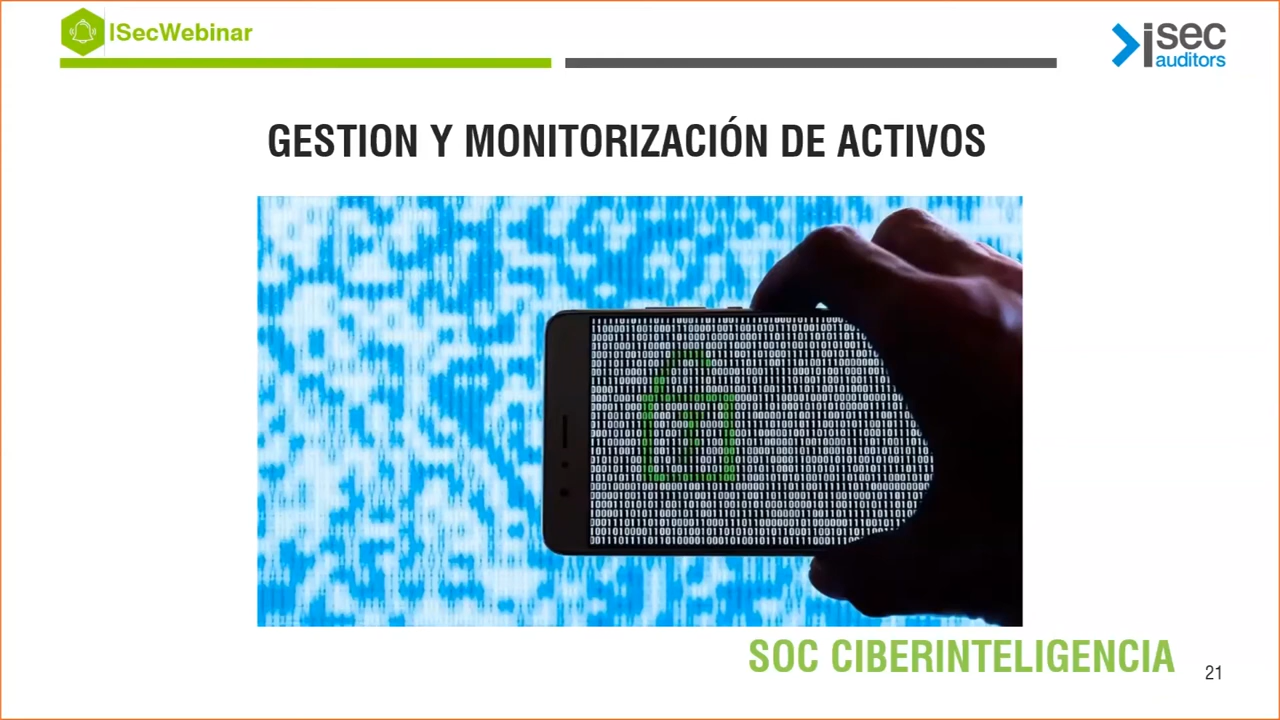 ISecWebinar
isec
auditors
GESTION Y MONITORIZACIÓN DE ACTIVOS
SOC CIBERINTELIGENCIA
21